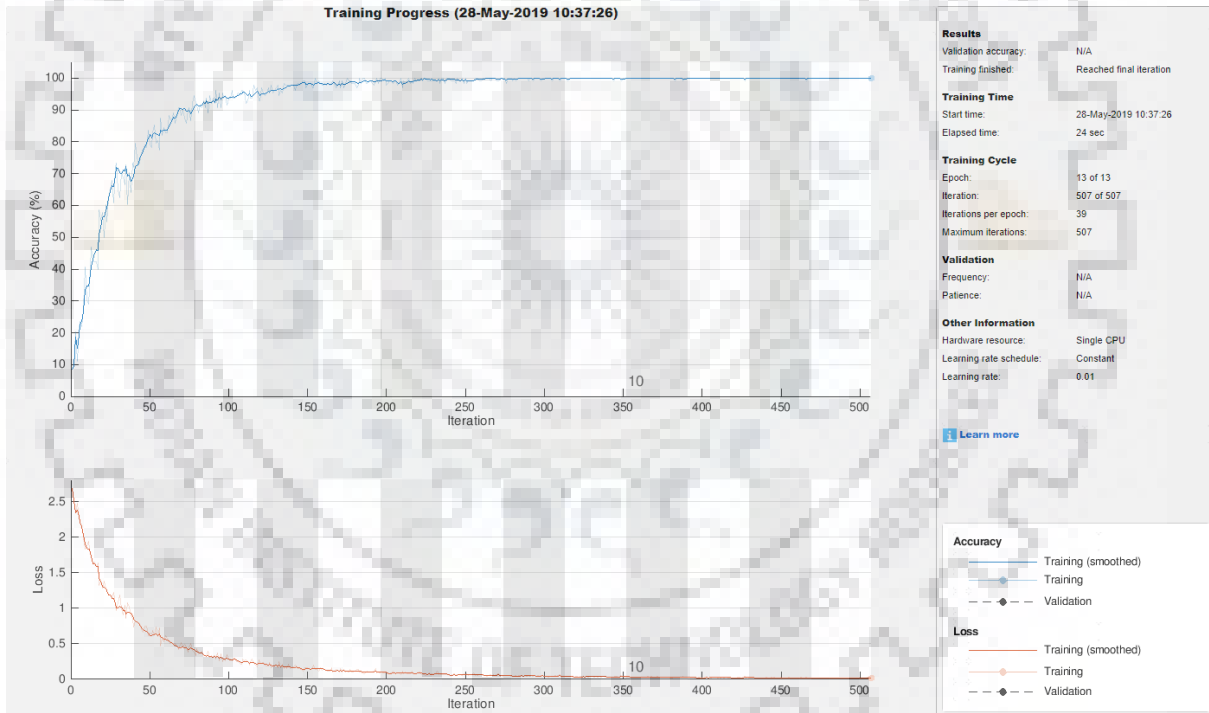 Training Progress (28-May-2019 10:37:26)
100
90
80
70
60
50
40
30
20
10
0
Accuracy (%)
10
0 50 100 150 200 250 300 350 400 450 500
Iteration
2.5
2
1.5
1
0.5
0
Loss
10
0 50 100 150 200 250 300 350 400 450 500
Iteration
Results
Validation accuracy: N/A
Training finished: Reached final iteration
Training Time
Start time: 28-May-2019 10:37:26
Elapsed time: 24 sec
Training Cycle
Epoch: 13 of 13
Iteration: 507 of 507
Iterations per epoch: 39
Maximum iterations: 507
Validation
Frequency: N/A
Patience: N/A
Other Information
Hardware resource: Single CPU
Learning rate schedule: Constant
Learning rate: 0.01
i Learn more
Accuracy
Training (smoothed)
Training
Validation
Loss
Training (smoothed)
Training
Validation